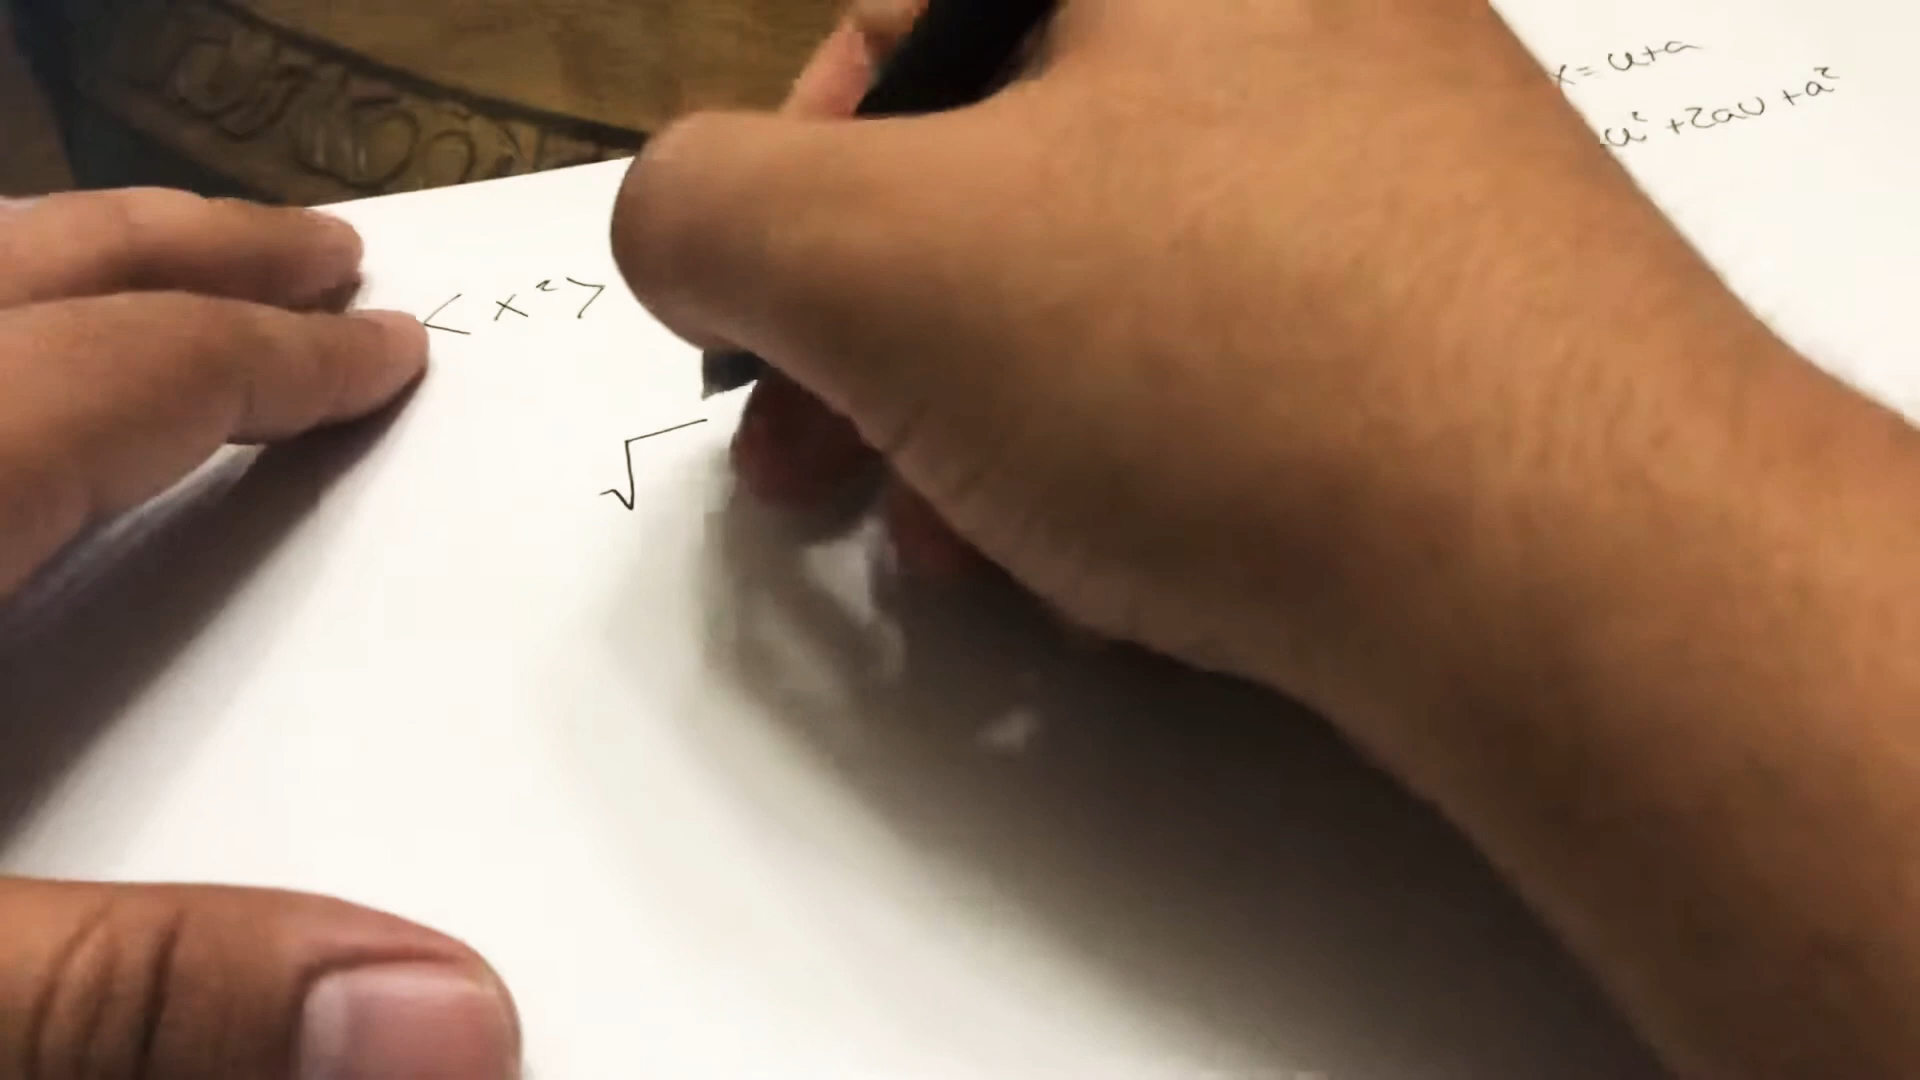 x = u+a
u² +2au +a²
< x² >
√